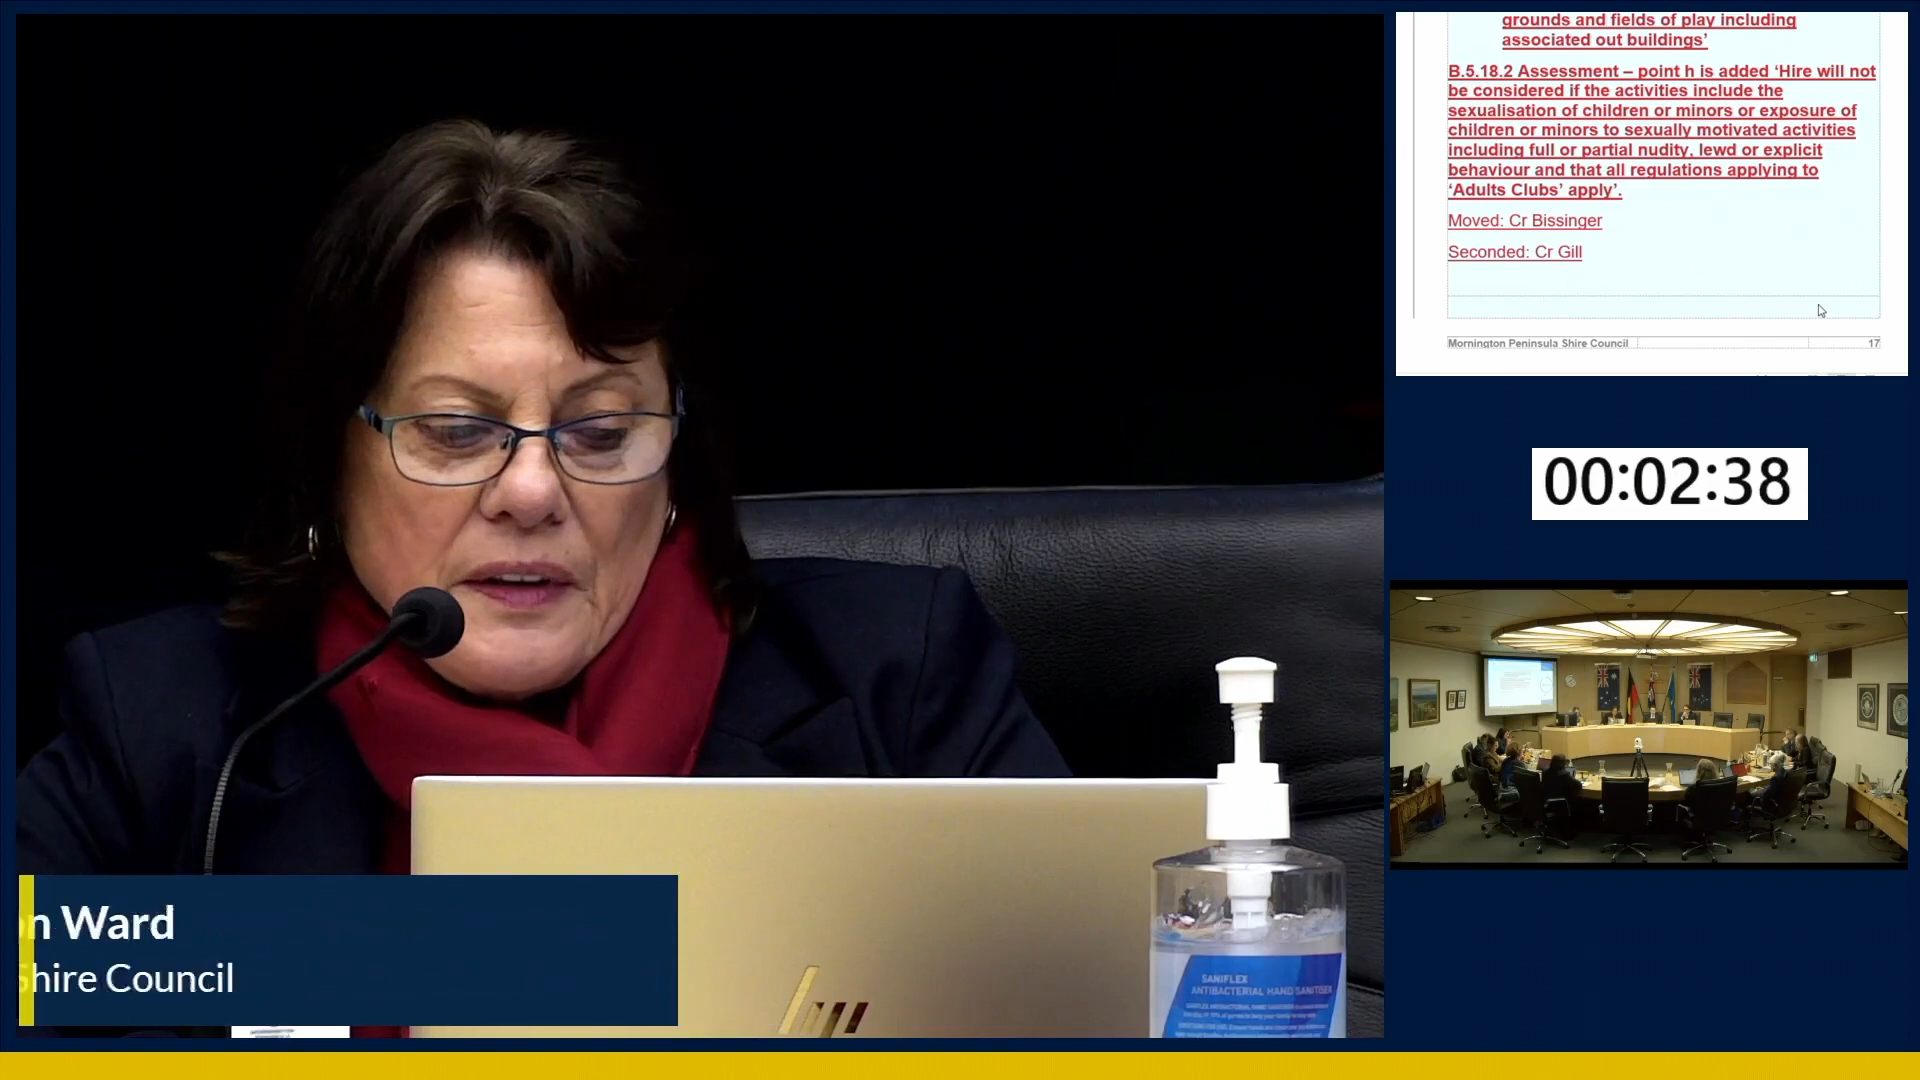 grounds and fields of play including
associated out buildings’
B.5.18.2 Assessment – point h is added ‘Hire will not
be considered if the activities include the
sexualisation of children or minors or exposure of
children or minors to sexually motivated activities
including full or partial nudity, lewd or explicit
behaviour and that all regulations applying to
‘Adults Clubs’ apply’.
Moved: Cr Bissinger
Seconded: Cr Gill
Mornington Peninsula Shire Council 17
00:02:38
n Ward
Shire Council
hp
SANIFLEX
ANTIBACTERIAL HAND SANITISER